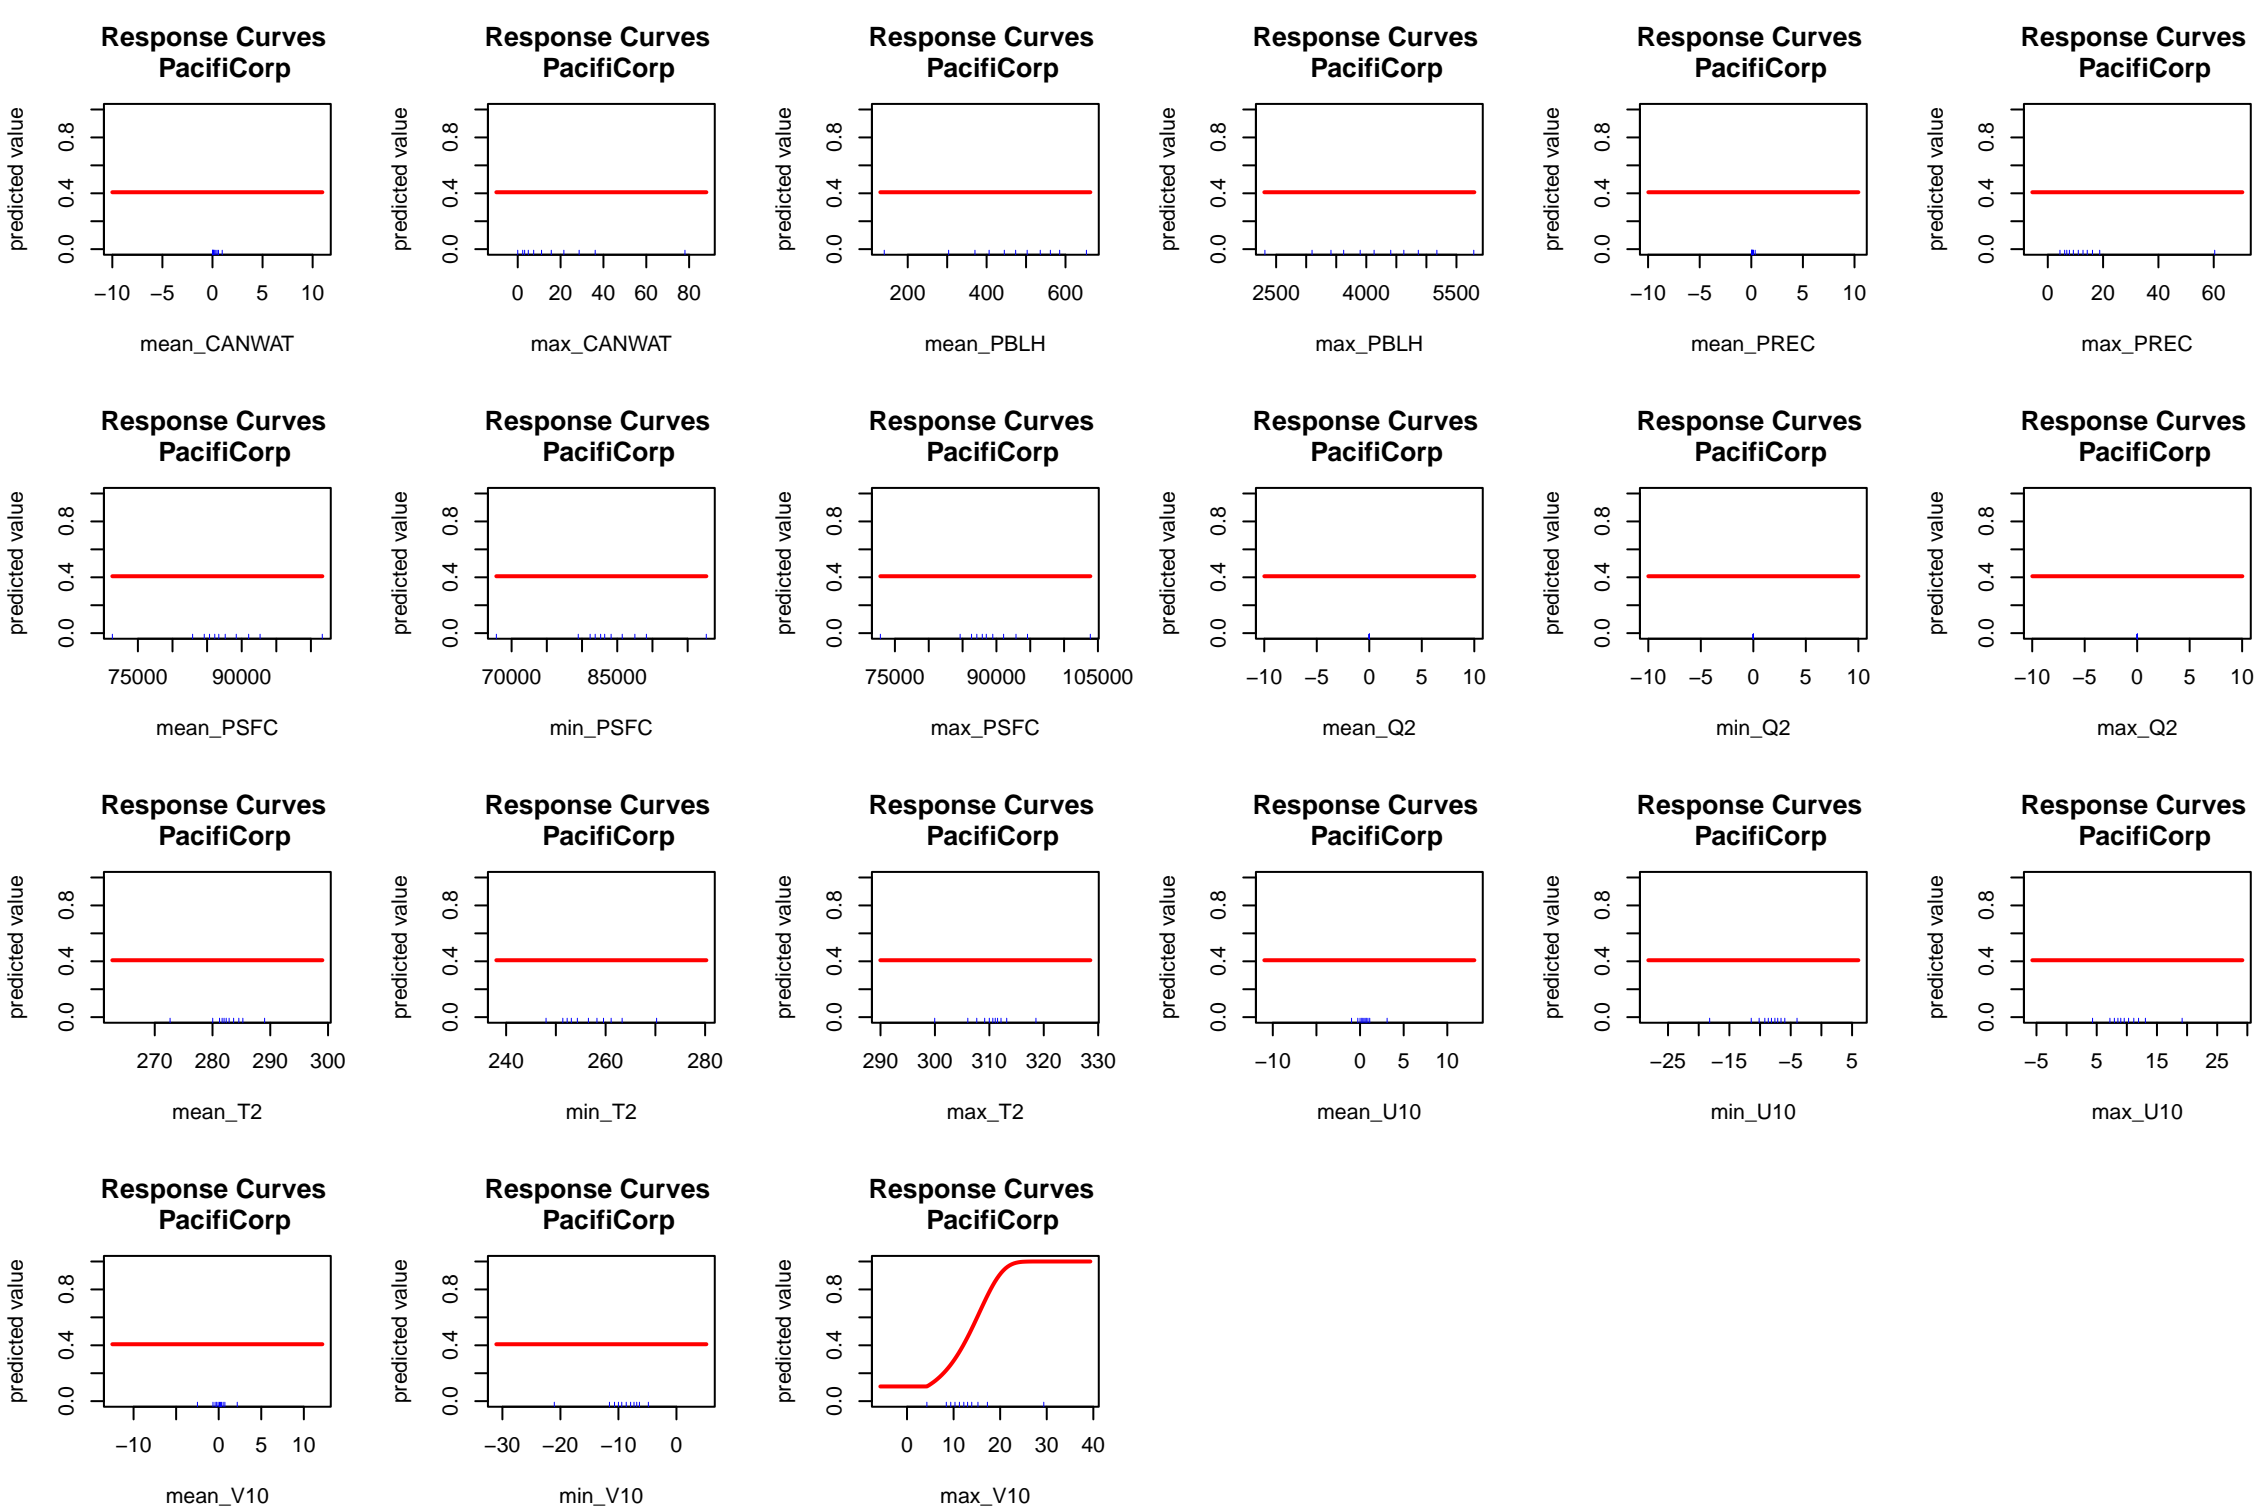 Response Curves
PacifiCorp
predicted value
0.0 0.4 0.8
−10 −5 0 5 10
mean_CANWAT
Response Curves
PacifiCorp
predicted value
0.0 0.4 0.8
0 20 40 60 80
max_CANWAT
Response Curves
PacifiCorp
predicted value
0.0 0.4 0.8
200 400 600
mean_PBLH
Response Curves
PacifiCorp
predicted value
0.0 0.4 0.8
2500 4000 5500
max_PBLH
Response Curves
PacifiCorp
predicted value
0.0 0.4 0.8
−10 −5 0 5 10
mean_PREC
Response Curves
PacifiCorp
predicted value
0.0 0.4 0.8
0 20 40 60
max_PREC
Response Curves
PacifiCorp
predicted value
0.0 0.4 0.8
75000 90000
mean_PSFC
Response Curves
PacifiCorp
predicted value
0.0 0.4 0.8
70000 85000
min_PSFC
Response Curves
PacifiCorp
predicted value
0.0 0.4 0.8
75000 90000 105000
max_PSFC
Response Curves
PacifiCorp
predicted value
0.0 0.4 0.8
−10 −5 0 5 10
mean_Q2
Response Curves
PacifiCorp
predicted value
0.0 0.4 0.8
−10 −5 0 5 10
min_Q2
Response Curves
PacifiCorp
predicted value
0.0 0.4 0.8
−10 −5 0 5 10
max_Q2
Response Curves
PacifiCorp
predicted value
0.0 0.4 0.8
270 280 290 300
mean_T2
Response Curves
PacifiCorp
predicted value
0.0 0.4 0.8
240 260 280
min_T2
Response Curves
PacifiCorp
predicted value
0.0 0.4 0.8
290 300 310 320 330
max_T2
Response Curves
PacifiCorp
predicted value
0.0 0.4 0.8
−10 0 5 10
mean_U10
Response Curves
PacifiCorp
predicted value
0.0 0.4 0.8
−25 −15 −5 5
min_U10
Response Curves
PacifiCorp
predicted value
0.0 0.4 0.8
−5 5 15 25
max_U10
Response Curves
PacifiCorp
predicted value
0.0 0.4 0.8
−10 0 5 10
mean_V10
Response Curves
PacifiCorp
predicted value
0.0 0.4 0.8
−30 −20 −10 0
min_V10
Response Curves
PacifiCorp
predicted value
0.0 0.4 0.8
0 10 20 30 40
max_V10